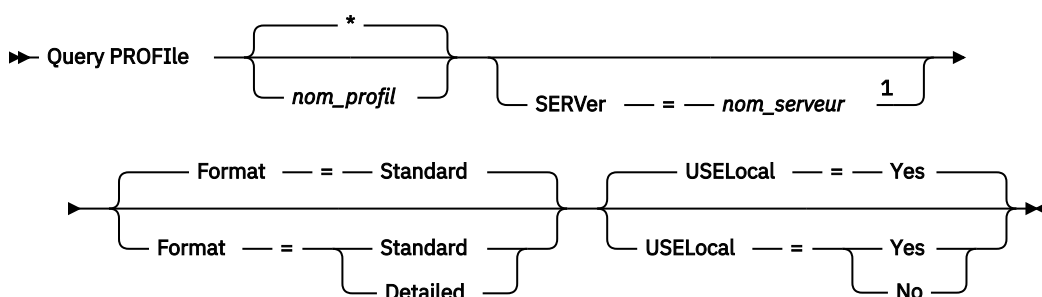 *
Query PROFIle
nom_profil
SERVer = nom_serveur 1
Format = Standard USELocal = Yes
Format = Standard USELocal = Yes
Detailed No